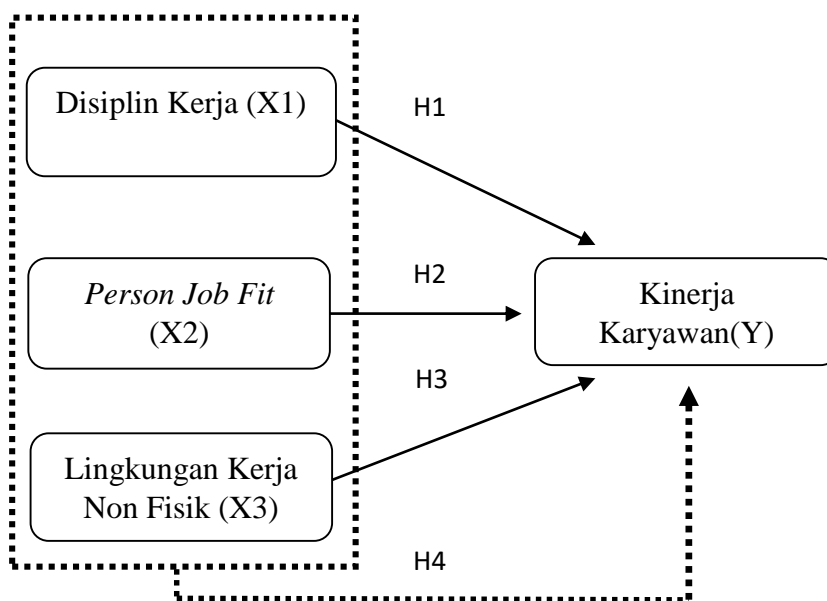 Disiplin Kerja (X1)
H1
Person Job Fit
(X2)
H2
Kinerja
Karyawan(Y)
H3
Lingkungan Kerja
Non Fisik (X3)
H4